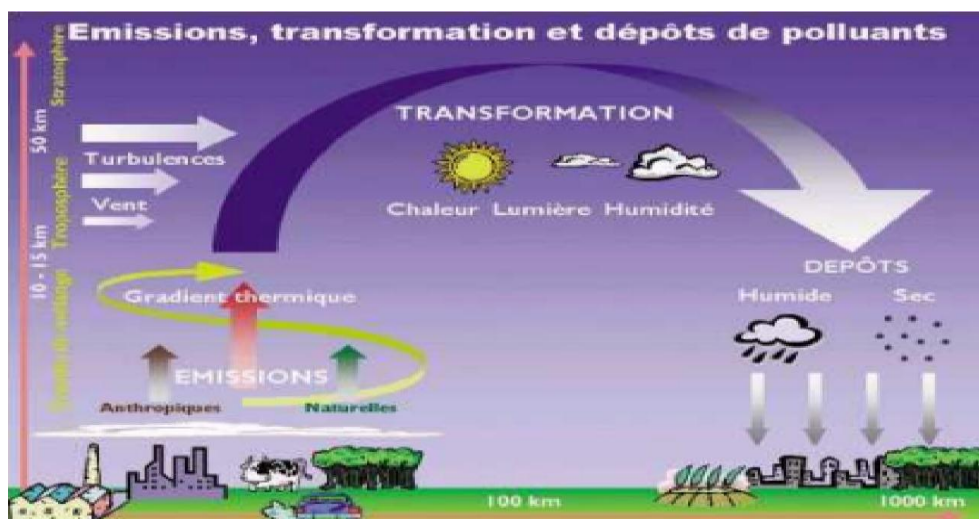 Emissions, transformation et dépôts de polluants
Stratosphère
50 km
TRANSFORMATION
Turbulences
Vent
Troposphère
Chaleur Lumière Humidité
10 - 15 km
DEPÔTS
Humide Sec
Gradient thermique
EMISSIONS
Anthropiques Naturelles
100 km 1000 km